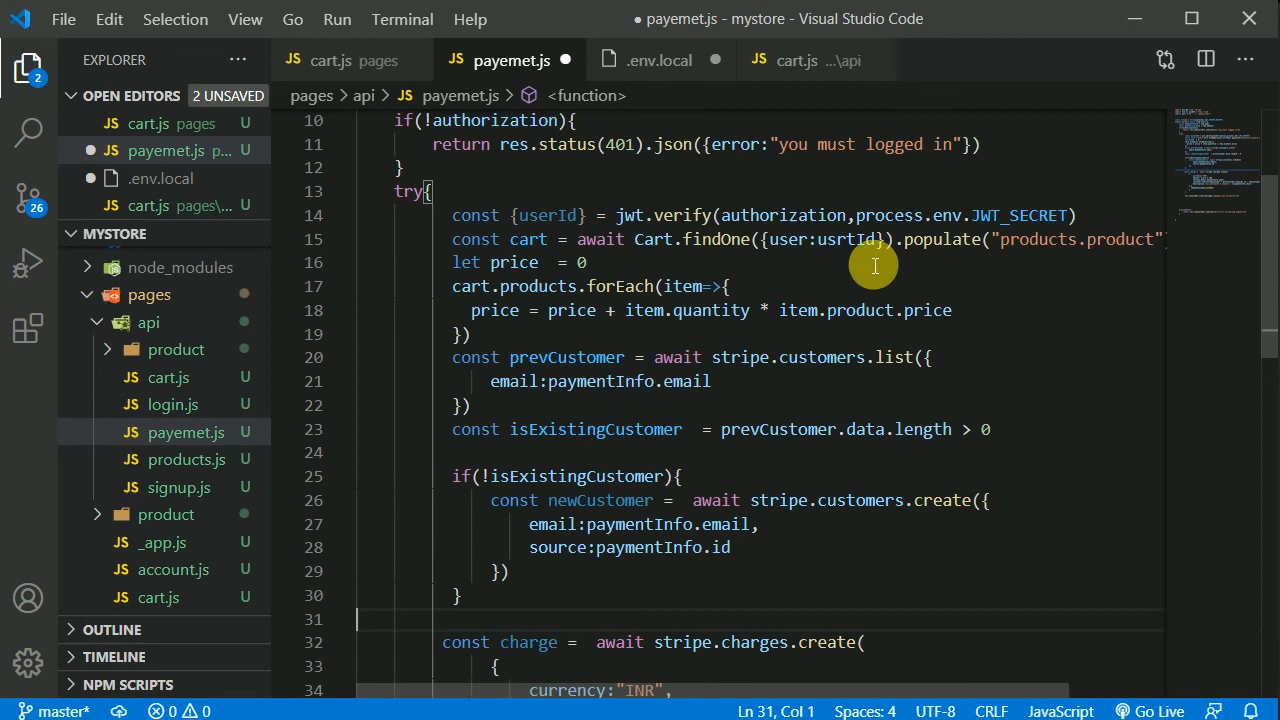 File Edit Selection View Go Run Terminal Help ● payemet.js - mystore - Visual Studio Code
EXPLORER ...
JS cart.js pages JS payemet.js ● .env.local ● JS cart.js ...\api ...
OPEN EDITORS 2 UNSAVED
pages > api > JS payemet.js > <function>
JS cart.js pages U
● JS payemet.js p... U
● .env.local
JS cart.js pages\... U
MYSTORE
node_modules
pages
api
product
JS cart.js U
JS login.js U
JS payemet.js U
JS products.js U
JS signup.js U
product
JS _app.js U
JS account.js U
JS cart.js U
OUTLINE
TIMELINE
NPM SCRIPTS
2
26
10 if(!authorization){
11 return res.status(401).json({error:"you must logged in"})
12 }
13 try{
14 const {userId} = jwt.verify(authorization,process.env.JWT_SECRET)
15 const cart = await Cart.findOne({user:usrtId}).populate("products.product"
16 let price  = 0
17 cart.products.forEach(item=>{
18 price = price + item.quantity * item.product.price
19 })
20 const prevCustomer = await stripe.customers.list({
21 email:paymentInfo.email
22 })
23 const isExistingCustomer  = prevCustomer.data.length > 0
24
25 if(!isExistingCustomer){
26 const newCustomer =  await stripe.customers.create({
27 email:paymentInfo.email,
28 source:paymentInfo.id
29 })
30 }
31
32 const charge =  await stripe.charges.create(
33 {
34 currency:"INR",
master* 0 0 Ln 31, Col 1 Spaces: 4 UTF-8 CRLF JavaScript Go Live